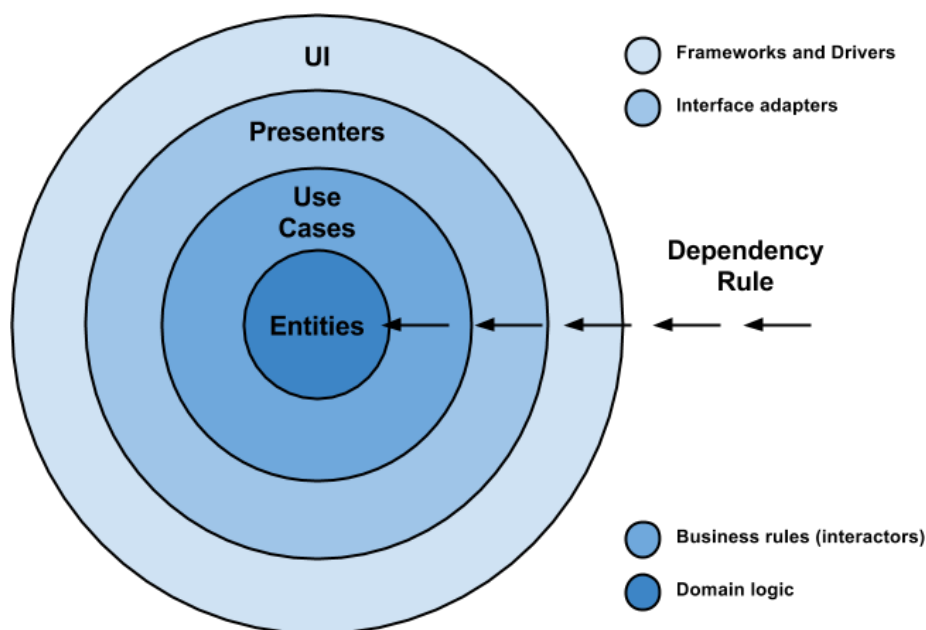 UI
Frameworks and Drivers
Interface adapters
Presenters
Use
Cases
Dependency
Rule
Entities
Business rules (interactors)
Domain logic